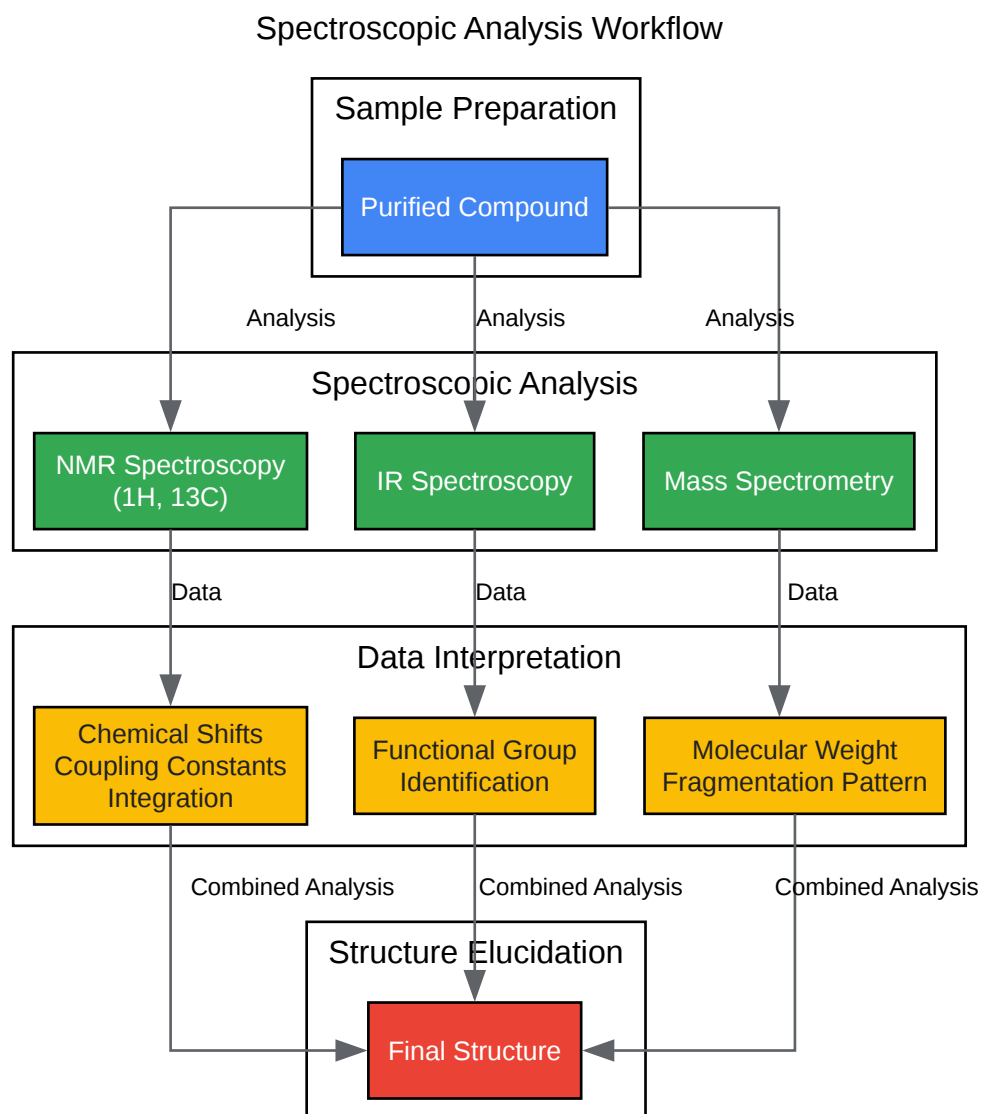 Spectroscopic Analysis Workflow
Sample Preparation
Purified Compound
Analysis
Analysis
Analysis
Spectroscopic Analysis
NMR Spectroscopy
(1H, 13C)
IR Spectroscopy
Mass Spectrometry
Data
Data
Data
Data Interpretation
Chemical Shifts
Coupling Constants
Integration
Functional Group
Identification
Molecular Weight
Fragmentation Pattern
Combined Analysis
Combined Analysis
Combined Analysis
Structure Elucidation
Final Structure